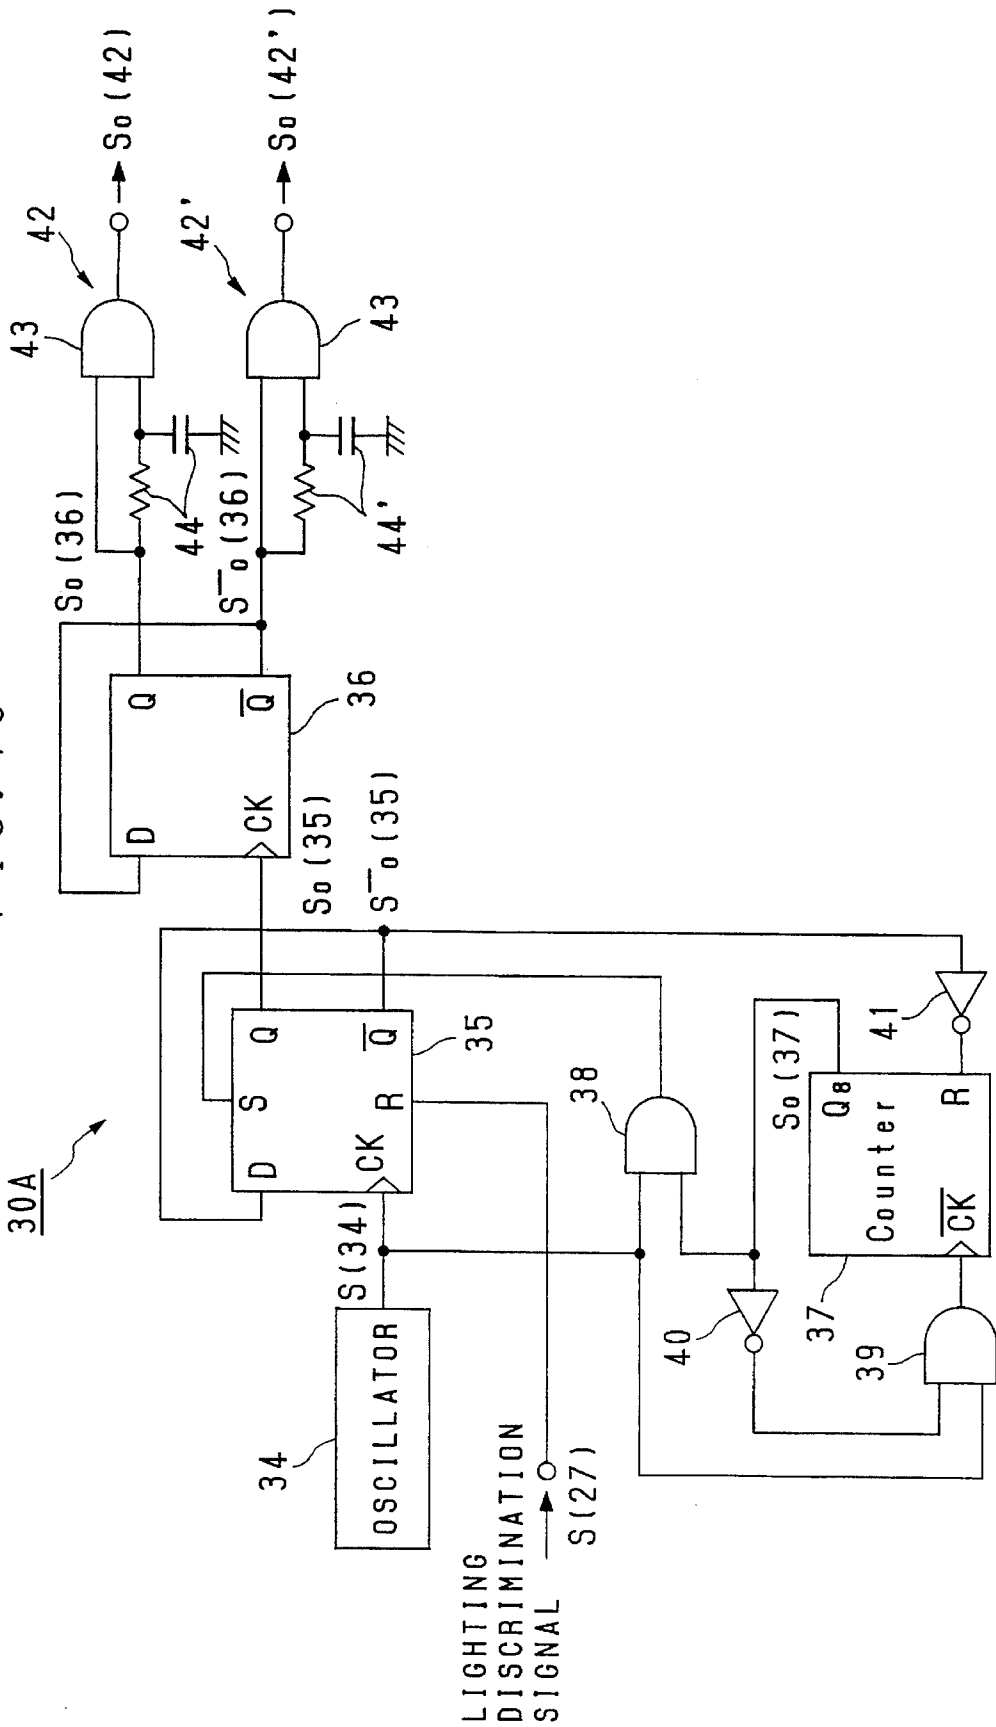 30A
34
OSCILLATOR
S(34)
LIGHTING
DISCRIMINATION
SIGNAL
S(27)
D
S
Q
CK
R
Q̅
35
So(35)
S̅o(35)
D
Q
CK
Q̅
36
So(36)
S̅o(36)
44
44'
43
42
So(42)
43
42'
So(42')
38
40
39
37
Counter
C̅K̅
Q8
R
So(37)
41